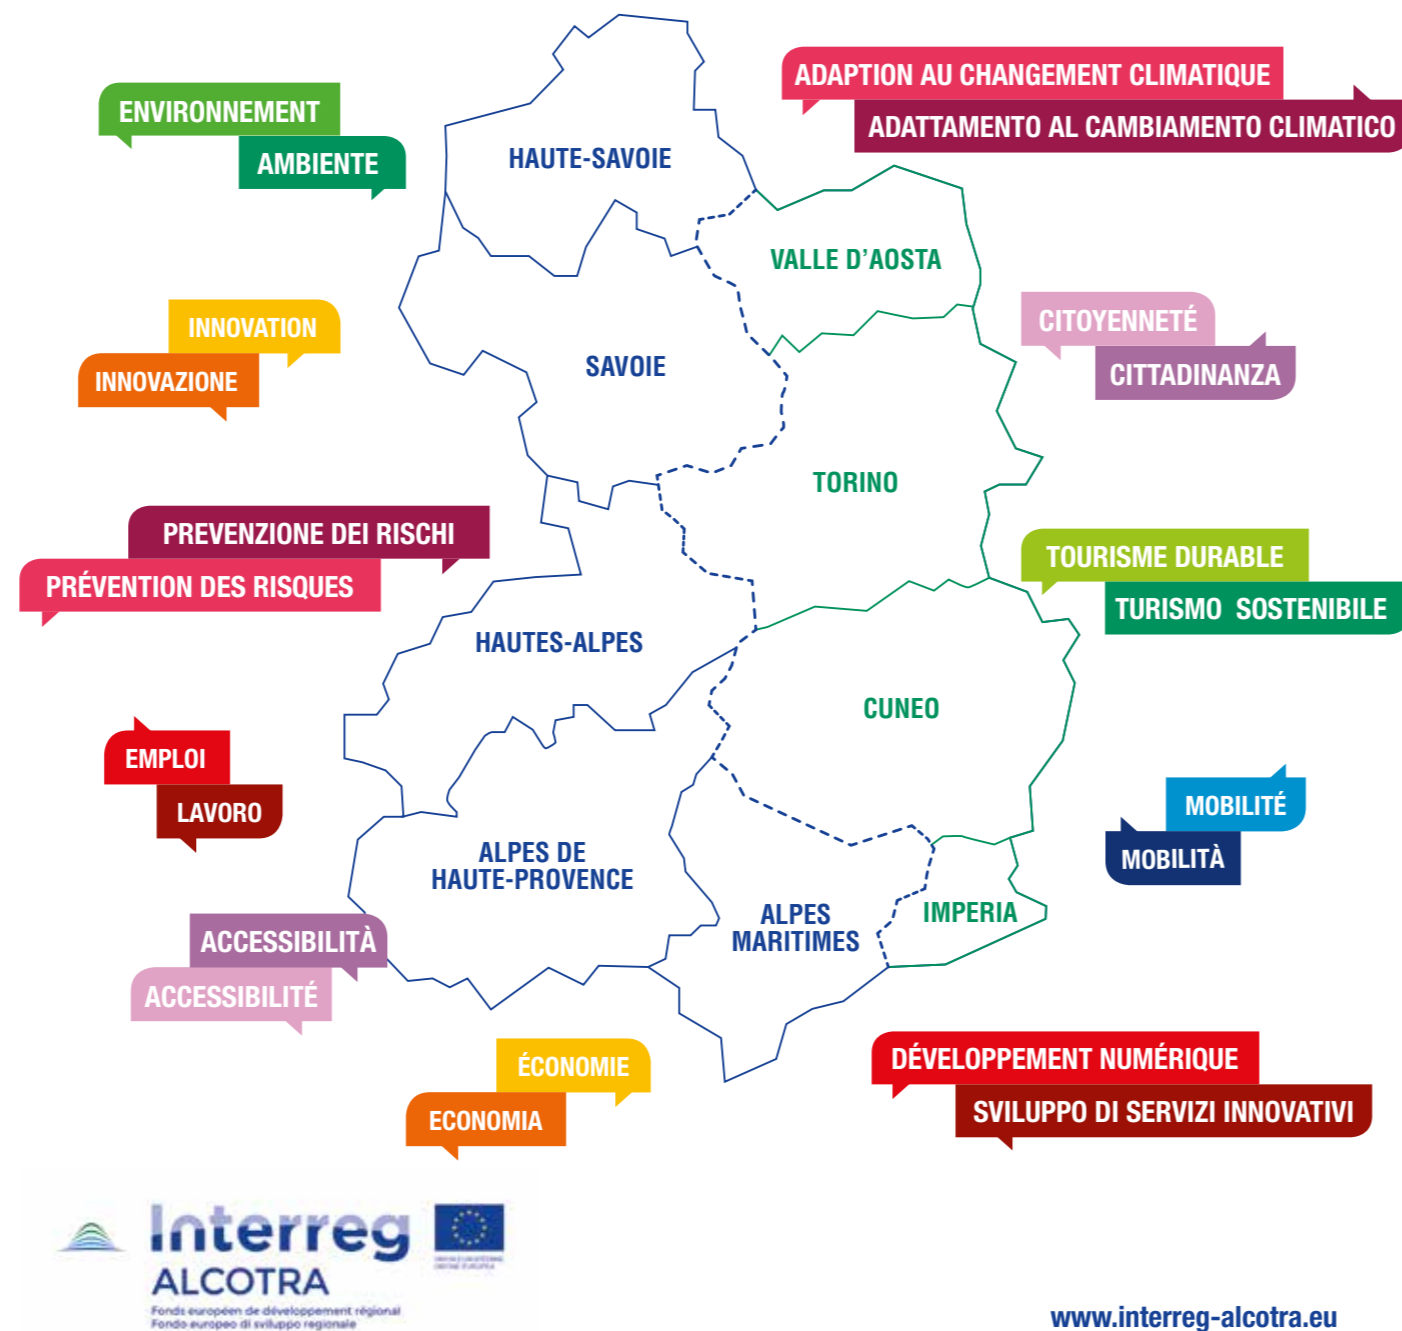 ENVIRONNEMENT
AMBIENTE
ADAPTION AU CHANGEMENT CLIMATIQUE
ADATTAMENTO AL CAMBIAMENTO CLIMATICO
HAUTE-SAVOIE
VALLE D'AOSTA
INNOVATION
INNOVAZIONE
CITOYENNETÉ
CITTADINANZA
SAVOIE
TORINO
PREVENZIONE DEI RISCHI
PRÉVENTION DES RISQUES
TOURISME DURABLE
TURISMO SOSTENIBILE
HAUTES-ALPES
CUNEO
EMPLOI
LAVORO
MOBILITÉ
MOBILITÀ
ALPES DE
HAUTE-PROVENCE
ALPES
MARITIMES
IMPERIA
ACCESSIBILITÀ
ACCESSIBILITÉ
ÉCONOMIE
ECONOMIA
DÉVELOPPEMENT NUMÉRIQUE
SVILUPPO DI SERVIZI INNOVATIVI
Interreg
ALCOTRA
Fonds européen de développement régional
Fondo europeo di sviluppo regionale
www.interreg-alcotra.eu